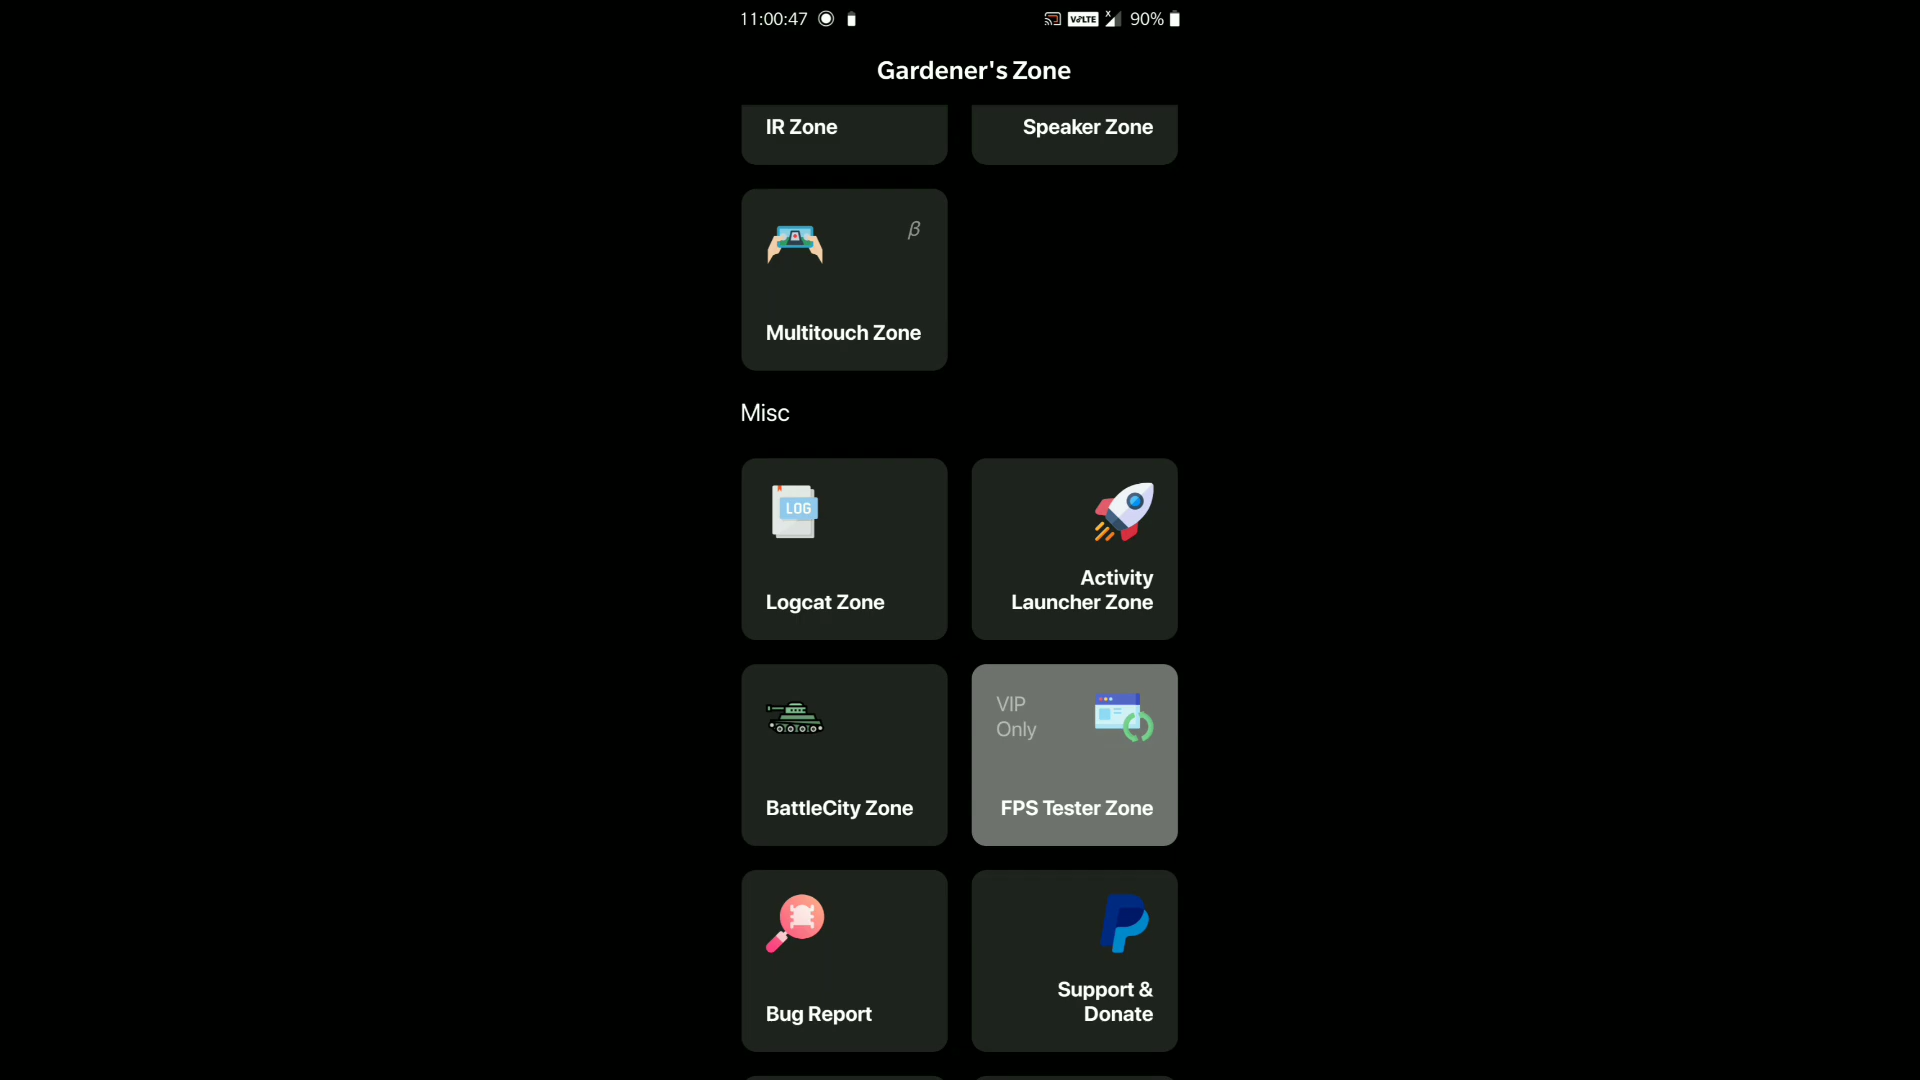 11:00:47
VoLTE
X
90%
Gardener's Zone
IR Zone
Speaker Zone
β
Multitouch Zone
Misc
LOG
Logcat Zone
Activity
Launcher Zone
BattleCity Zone
VIP
Only
FPS Tester Zone
Bug Report
Support &
Donate